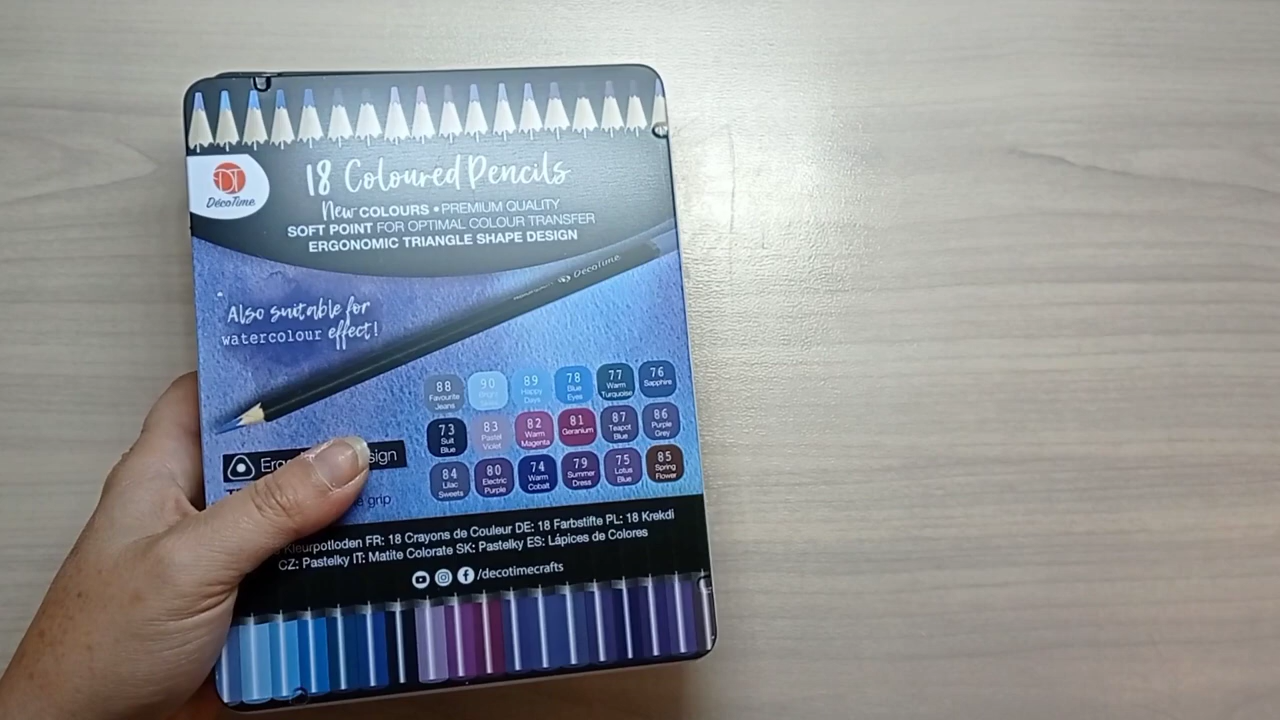 18 Coloured Pencils
DT
DécoTime
New COLOURS • PREMIUM QUALITY
SOFT POINT FOR OPTIMAL COLOUR TRANSFER
ERGONOMIC TRIANGLE SHAPE DESIGN
DecoTime
Also suitable for
watercolour effect!
88 Favourite Jeans
90
89 Happy Days
78 Blue Eyes
77 Warm Turquoise
76 Sapphire
73 Suit Blue
83 Pastel Violet
82 Warm Magenta
81 Geranium
87 Teapot Blue
86 Purple Grey
84 Lilac Sweets
80 Electric Purple
74 Warm Cobalt
79 Summer Dress
75 Lotus Blue
85 Spring Flower
grip
Kleurpotloden FR: 18 Crayons de Couleur DE: 18 Farbstifte PL: 18 Kredki
CZ: Pastelky IT: Matite Colorate SK: Pastelky ES: Lápices de Colores
/decotimecrafts